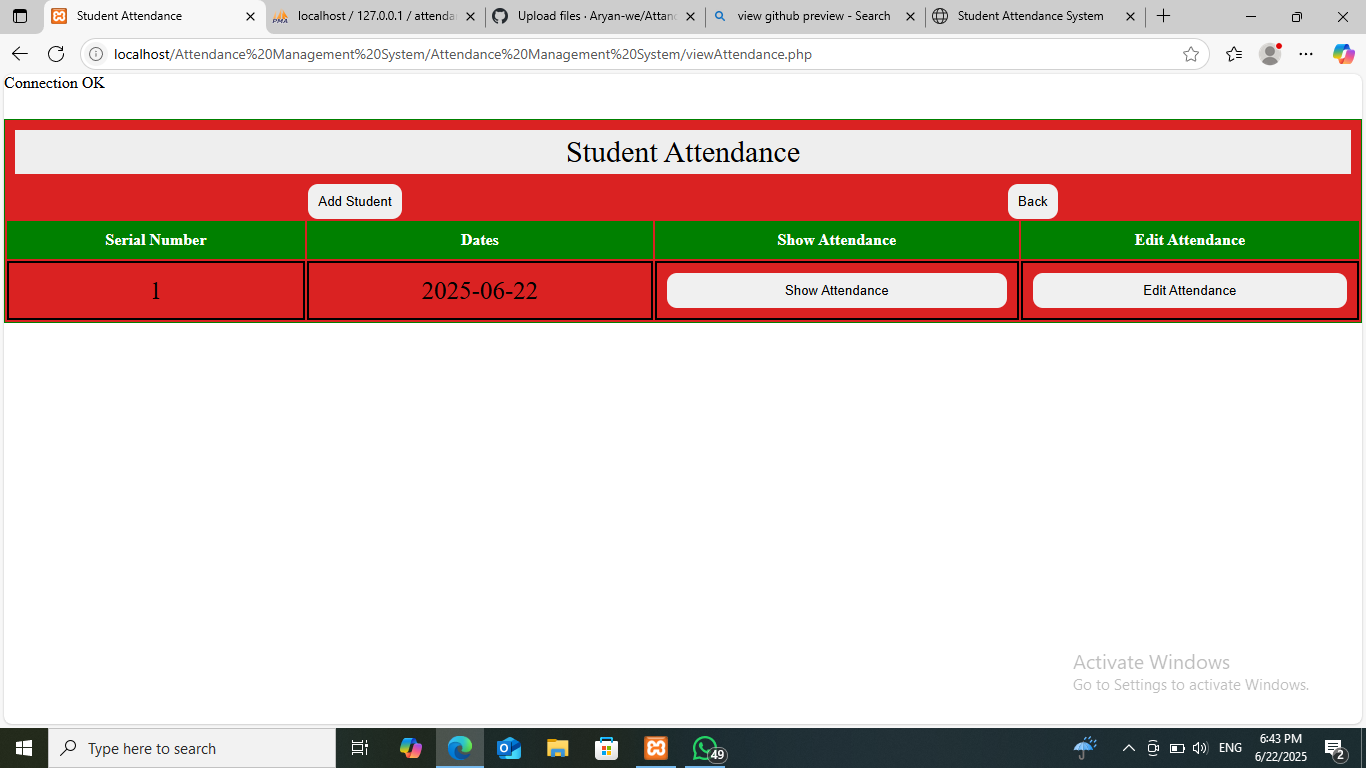 Student Attendance
localhost / 127.0.0.1 / attenda
Upload files · Aryan-we/Attan
view github preview - Search
Student Attendance System
localhost/Attendance%20Management%20System/Attendance%20Management%20System/viewAttendance.php
Connection OK
Student Attendance
Add Student
Back
Serial Number Dates Show Attendance Edit Attendance
1 2025-06-22 Show Attendance Edit Attendance
Activate Windows
Go to Settings to activate Windows.
Type here to search
49
ENG
6:43 PM
6/22/2025
2